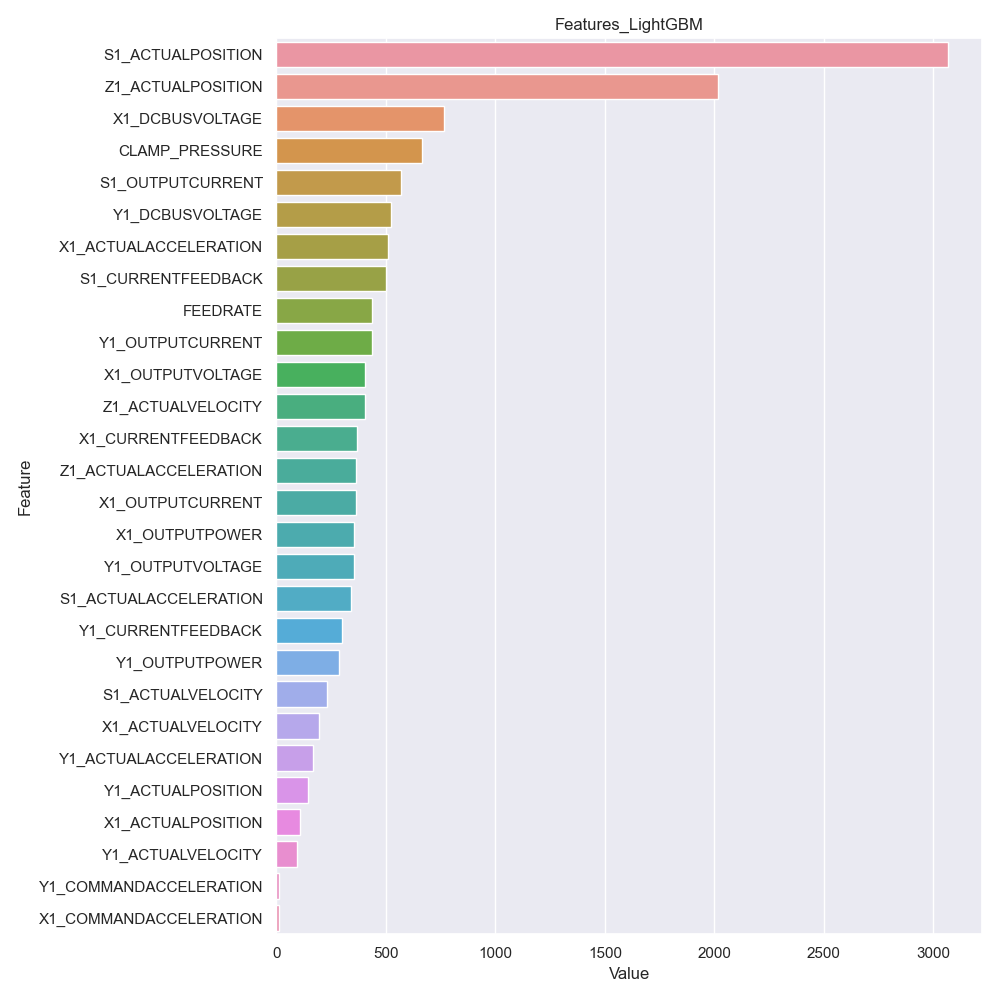 Features_LightGBM
S1_ACTUALPOSITION
Z1_ACTUALPOSITION
X1_DCBUSVOLTAGE
CLAMP_PRESSURE
S1_OUTPUTCURRENT
Y1_DCBUSVOLTAGE
X1_ACTUALACCELERATION
S1_CURRENTFEEDBACK
FEEDRATE
Y1_OUTPUTCURRENT
X1_OUTPUTVOLTAGE
Z1_ACTUALVELOCITY
X1_CURRENTFEEDBACK
Z1_ACTUALACCELERATION
X1_OUTPUTCURRENT
X1_OUTPUTPOWER
Y1_OUTPUTVOLTAGE
S1_ACTUALACCELERATION
Y1_CURRENTFEEDBACK
Y1_OUTPUTPOWER
S1_ACTUALVELOCITY
X1_ACTUALVELOCITY
Y1_ACTUALACCELERATION
Y1_ACTUALPOSITION
X1_ACTUALPOSITION
Y1_ACTUALVELOCITY
Y1_COMMANDACCELERATION
X1_COMMANDACCELERATION
Feature
0 500 1000 1500 2000 2500 3000
Value